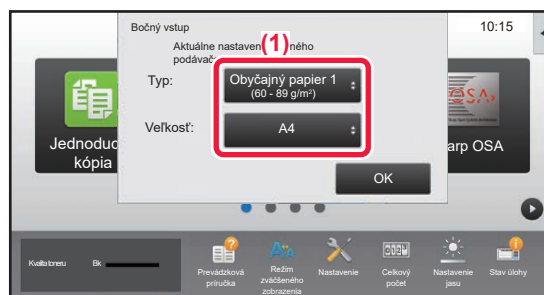 Bočný vstup
10:15
Aktuálne nastaven
ného
(1)
podávač
Typ:
Obyčajný papier 1
(60 - 89 g/m²)
Veľkosť:
A4
OK
Jednoduc
kópia
OSA
arp OSA
Kvalita toneru
Bk
Prevádzková
príručka
Režim
zväčšeného
zobrazenia
Nastavenie
Celkový
počet
Nastavenie
jasu
Stav úlohy